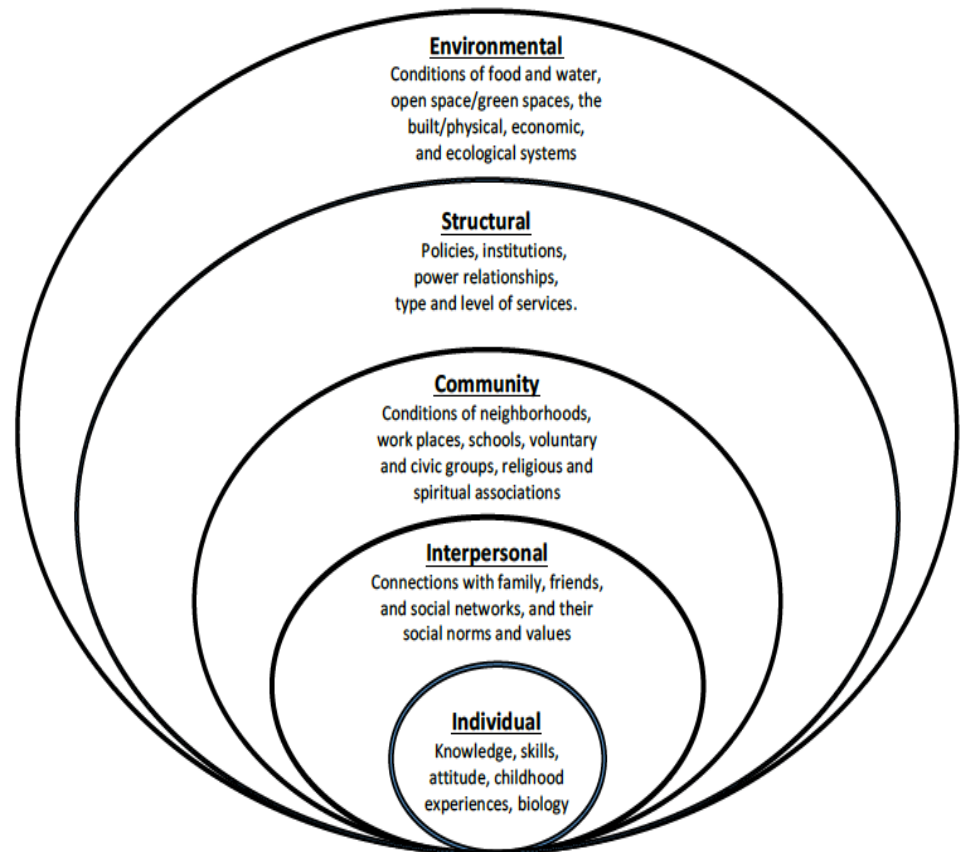 Environmental
Conditions of food and water,
open space/green spaces, the
built/physical, economic,
and ecological systems
Structural
Policies, institutions,
power relationships,
type and level of services.
Community
Conditions of neighborhoods,
work places, schools, voluntary
and civic groups, religious and
spiritual associations
Interpersonal
Connections with family, friends,
and social networks, and their
social norms and values
Individual
Knowledge, skills,
attitude, childhood
experiences, biology